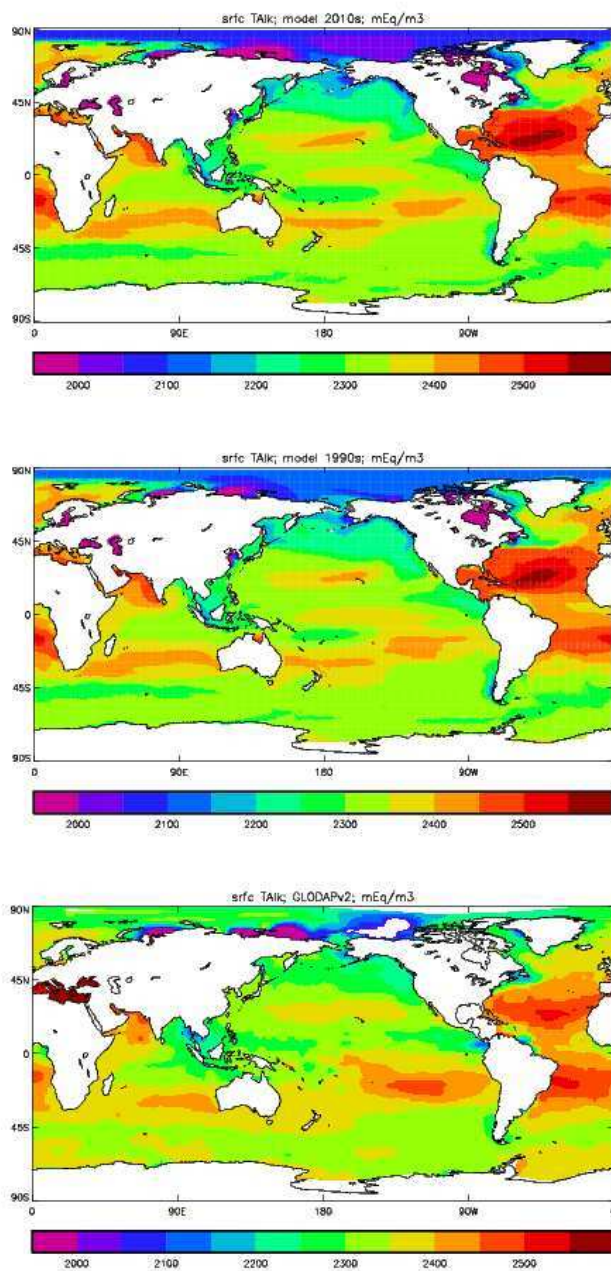 srfc TAlk; model 2010s; mEq/m3
90N
45N
0
45S
90S
0 90E 180 90W
2000 2100 2200 2300 2400 2500
srfc TAlk; model 1990s; mEq/m3
90N
45N
0
45S
90S
0 90E 180 90W
2000 2100 2200 2300 2400 2500
srfc TAlk; GLODAPv2; mEq/m3
90N
45N
0
45S
90S
0 90E 180 90W
2000 2100 2200 2300 2400 2500